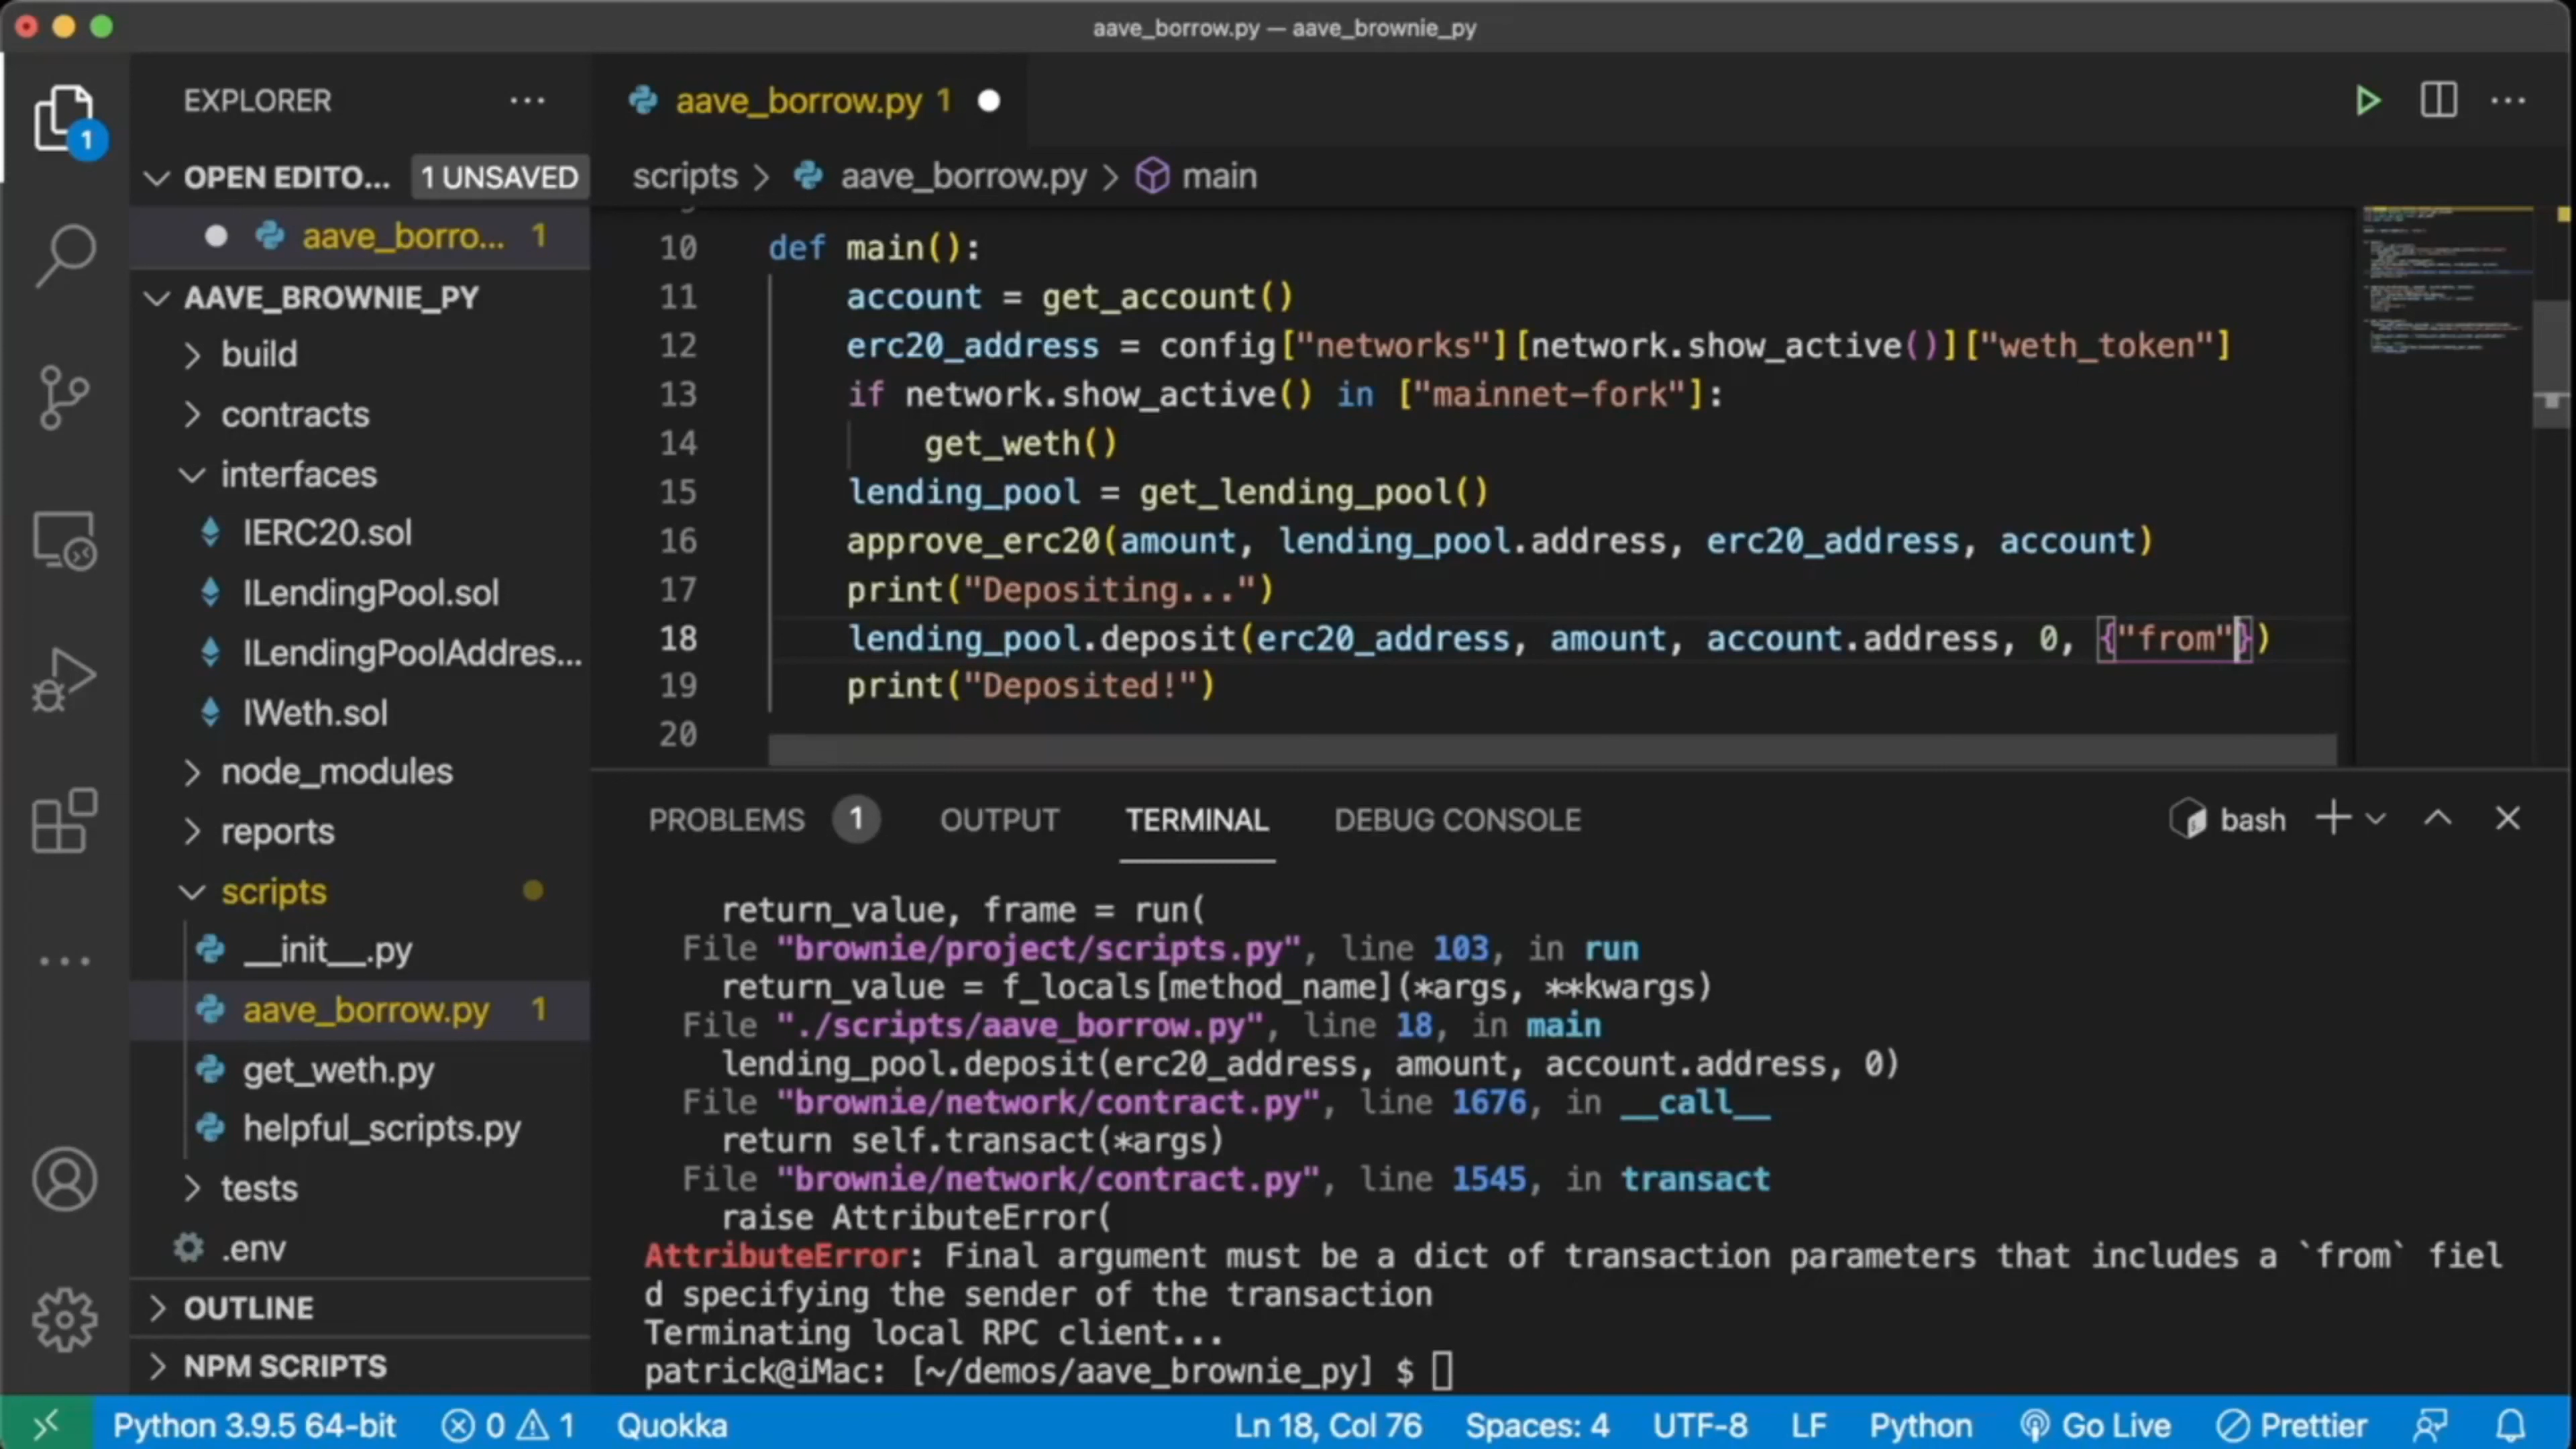 aave_borrow.py — aave_brownie_py
EXPLORER
OPEN EDITO... 1 UNSAVED
aave_borro... 1
AAVE_BROWNIE_PY
build
contracts
interfaces
IERC20.sol
ILendingPool.sol
ILendingPoolAddres...
IWeth.sol
node_modules
reports
scripts
__init__.py
aave_borrow.py 1
get_weth.py
helpful_scripts.py
tests
.env
OUTLINE
NPM SCRIPTS
1
aave_borrow.py 1
scripts > aave_borrow.py > main
10 def main():
11 account = get_account()
12 erc20_address = config["networks"][network.show_active()]["weth_token"]
13 if network.show_active() in ["mainnet-fork"]:
14 get_weth()
15 lending_pool = get_lending_pool()
16 approve_erc20(amount, lending_pool.address, erc20_address, account)
17 print("Depositing...")
18 lending_pool.deposit(erc20_address, amount, account.address, 0, {"from"})
19 print("Deposited!")
20
PROBLEMS 1 OUTPUT TERMINAL DEBUG CONSOLE bash
return_value, frame = run(
File "brownie/project/scripts.py", line 103, in run
return_value = f_locals[method_name](*args, **kwargs)
File "./scripts/aave_borrow.py", line 18, in main
lending_pool.deposit(erc20_address, amount, account.address, 0)
File "brownie/network/contract.py", line 1676, in __call__
return self.transact(*args)
File "brownie/network/contract.py", line 1545, in transact
raise AttributeError(
AttributeError: Final argument must be a dict of transaction parameters that includes a `from` fiel
d specifying the sender of the transaction
Terminating local RPC client...
patrick@iMac: [~/demos/aave_brownie_py] $
Python 3.9.5 64-bit 0 1 Quokka Ln 18, Col 76 Spaces: 4 UTF-8 LF Python Go Live Prettier